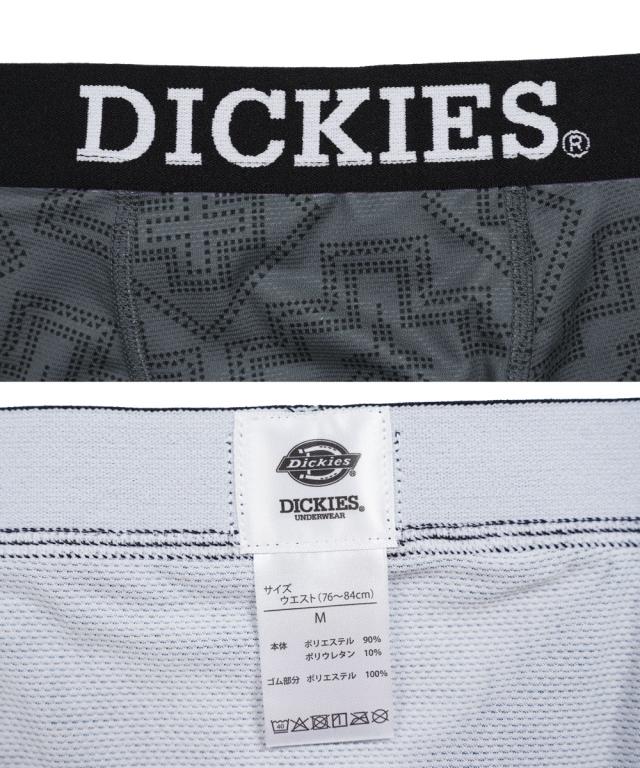 DICKIES®
Dickies®
DICKIES®
UNDERWEAR
サイズ
ウエスト(76〜84cm)
M
本体 ポリエステル 90%
ポリウレタン 10%
ゴム部分 ポリエステル 100%
40